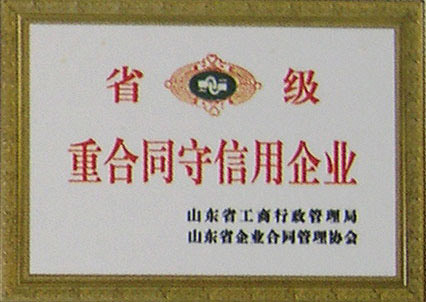 省级
重合同守信用企业
山东省工商行政管理局
山东省企业合同管理协会